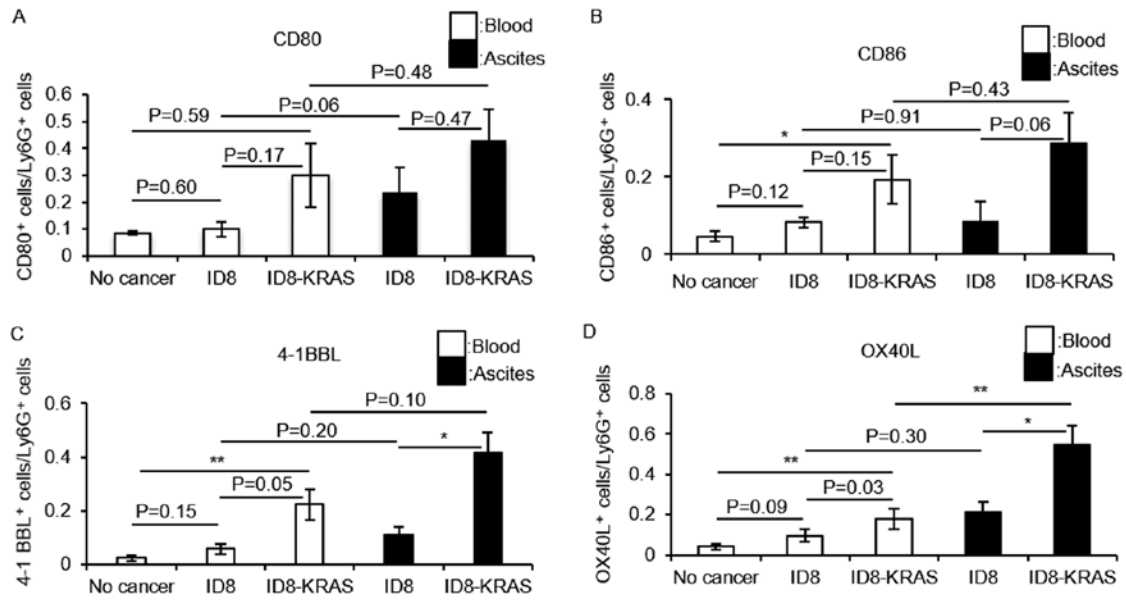 A
CD80
:Blood
:Ascites
CD80⁺ cells/Ly6G⁺ cells
0.6
0.5
0.4
0.3
0.2
0.1
0
P=0.48
P=0.06
P=0.59
P=0.47
P=0.17
P=0.60
No cancer ID8 ID8-KRAS ID8 ID8-KRAS
B
CD86
:Blood
:Ascites
CD86⁺ cells/Ly6G⁺ cells
0.4
0.2
0
P=0.43
P=0.91
*
P=0.06
P=0.15
P=0.12
No cancer ID8 ID8-KRAS ID8 ID8-KRAS
C
4-1BBL
:Blood
:Ascites
4-1 BBL⁺ cells/Ly6G⁺ cells
0.6
0.4
0.2
0
P=0.10
P=0.20
*
**
P=0.05
P=0.15
No cancer ID8 ID8-KRAS ID8 ID8-KRAS
D
OX40L
:Blood
:Ascites
OX40L⁺ cells/Ly6G⁺ cells
0.8
0.6
0.4
0.2
0
**
P=0.30
*
**
P=0.03
P=0.09
No cancer ID8 ID8-KRAS ID8 ID8-KRAS